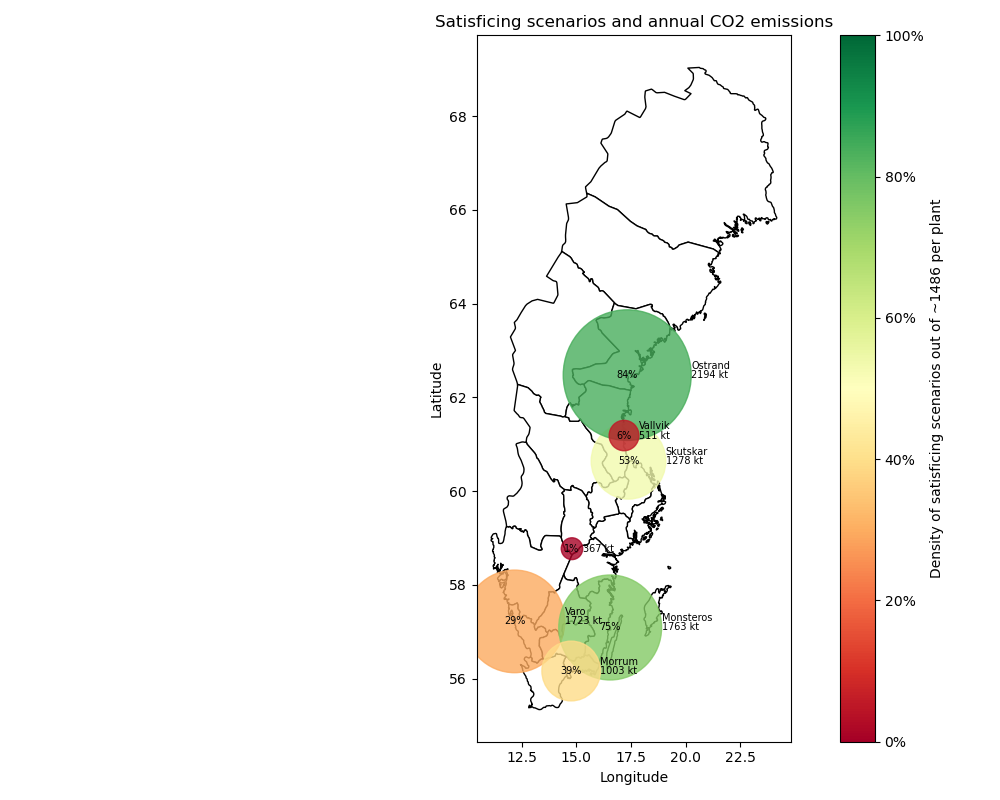 Satisficing scenarios and annual CO2 emissions
Latitude
68
66
64
62
60
58
56
12.5
15.0
17.5
20.0
22.5
Longitude
84%
Ostrand
2194 kt
6%
Vallvik
511 kt
53%
Skutskar
1278 kt
1%
367 kt
29%
Varo
1723 kt
75%
Monsteros
1763 kt
39%
Morrum
1003 kt
100%
80%
60%
40%
20%
0%
Density of satisficing scenarios out of ~1486 per plant